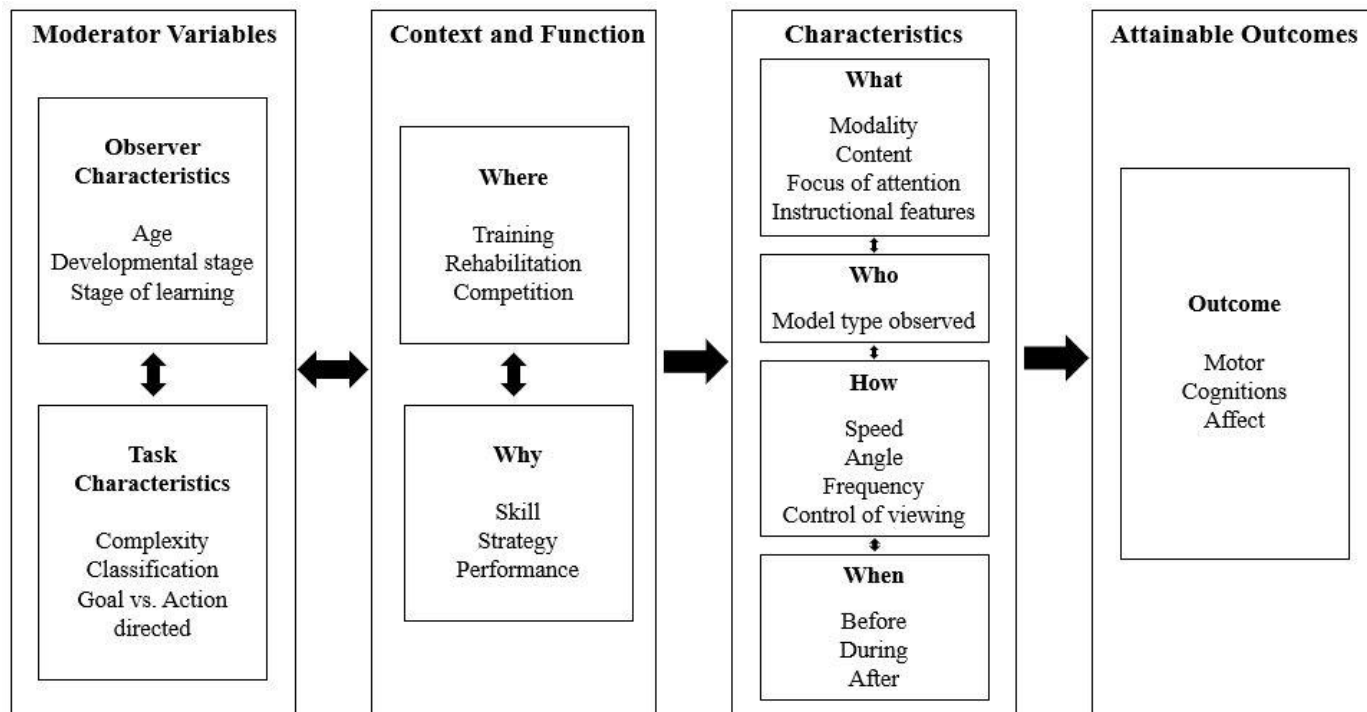 Moderator Variables
Observer
Characteristics
Age
Developmental stage
Stage of learning
Task
Characteristics
Complexity
Classification
Goal vs. Action
directed
Context and Function
Where
Training
Rehabilitation
Competition
Why
Skill
Strategy
Performance
Characteristics
What
Modality
Content
Focus of attention
Instructional features
Who
Model type observed
How
Speed
Angle
Frequency
Control of viewing
When
Before
During
After
Attainable Outcomes
Outcome
Motor
Cognitions
Affect